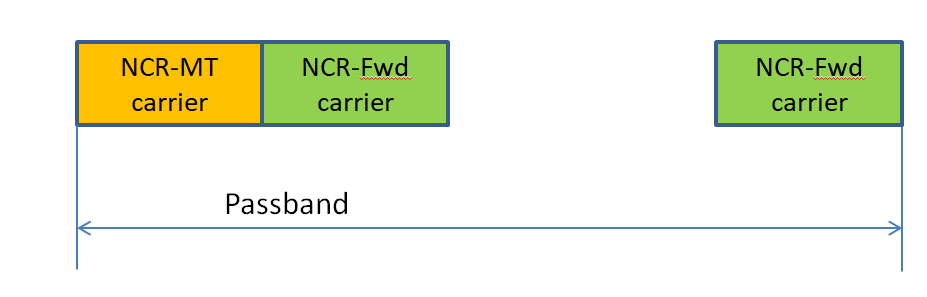 NCR-MT
carrier
NCR-Fwd
carrier
NCR-Fwd
carrier
Passband